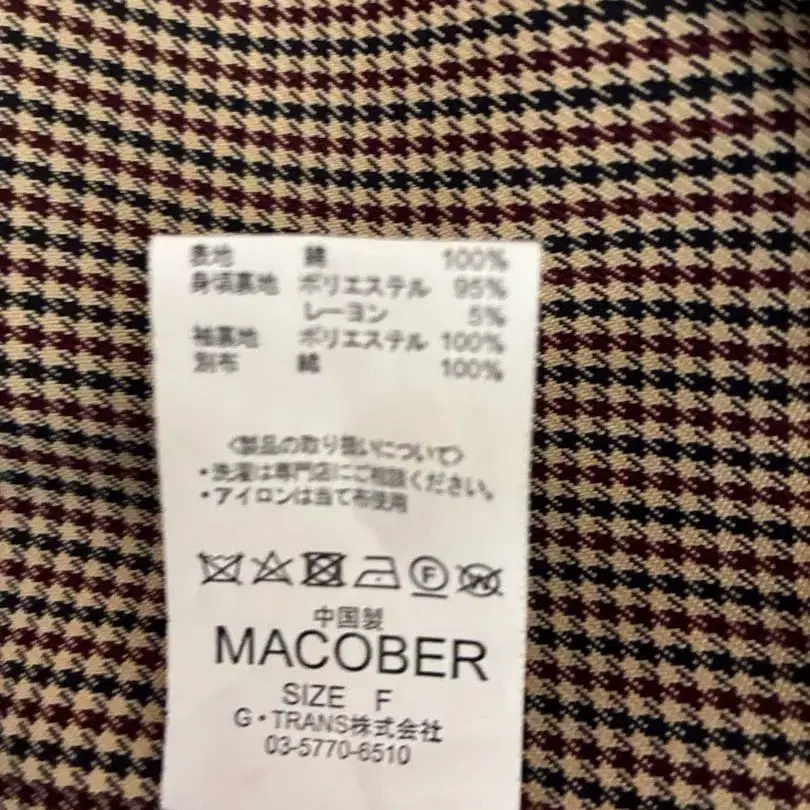 表地 綿 100%
身頃裏地 ポリエステル 95%
レーヨン 5%
袖裏地 ポリエステル 100%
別布 綿 100%
〈製品の取り扱いについて〉
・洗濯は専門店にご相談ください。
・アイロンは当て布使用
F W
中国製
MACOBER
SIZE F
G・TRANS株式会社
03-5770-6510